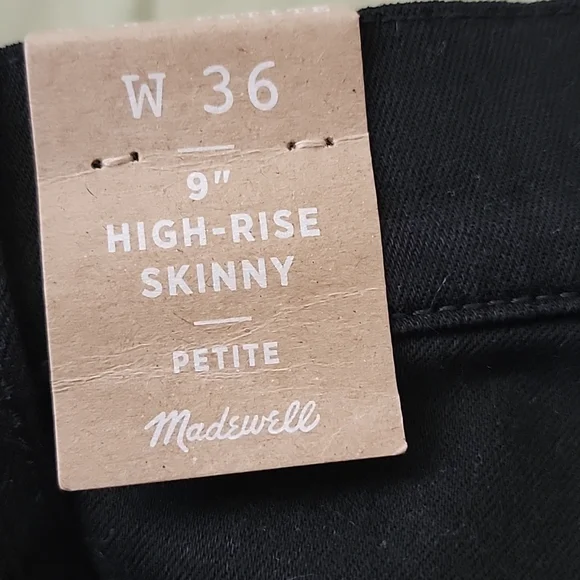 W 36
9"
HIGH-RISE
SKINNY
PETITE
Madewell